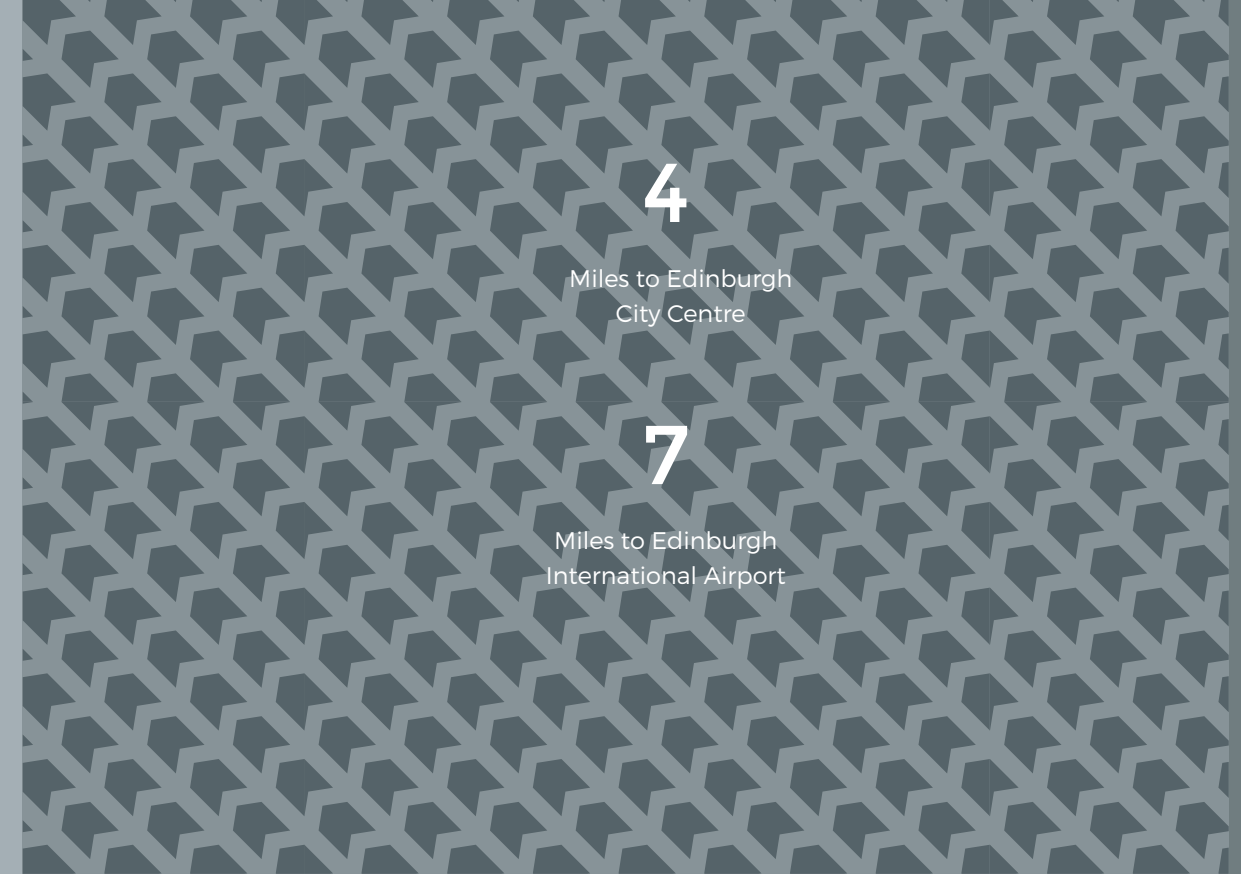 4
Miles to Edinburgh
City Centre
7
Miles to Edinburgh
International Airport